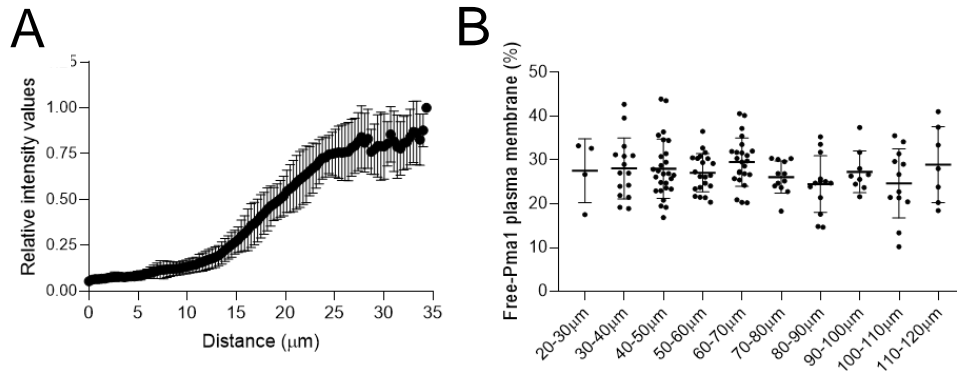 A
Relative intensity values
5
1.00
0.75
0.50
0.25
0.00
0 5 10 15 20 25 30 35
Distance (μm)
B
Free-Pma1 plasma membrane (%)
50
40
30
20
10
0
20-30μm
30-40μm
40-50μm
50-60μm
60-70μm
70-80μm
80-90μm
90-100μm
100-110μm
110-120μm